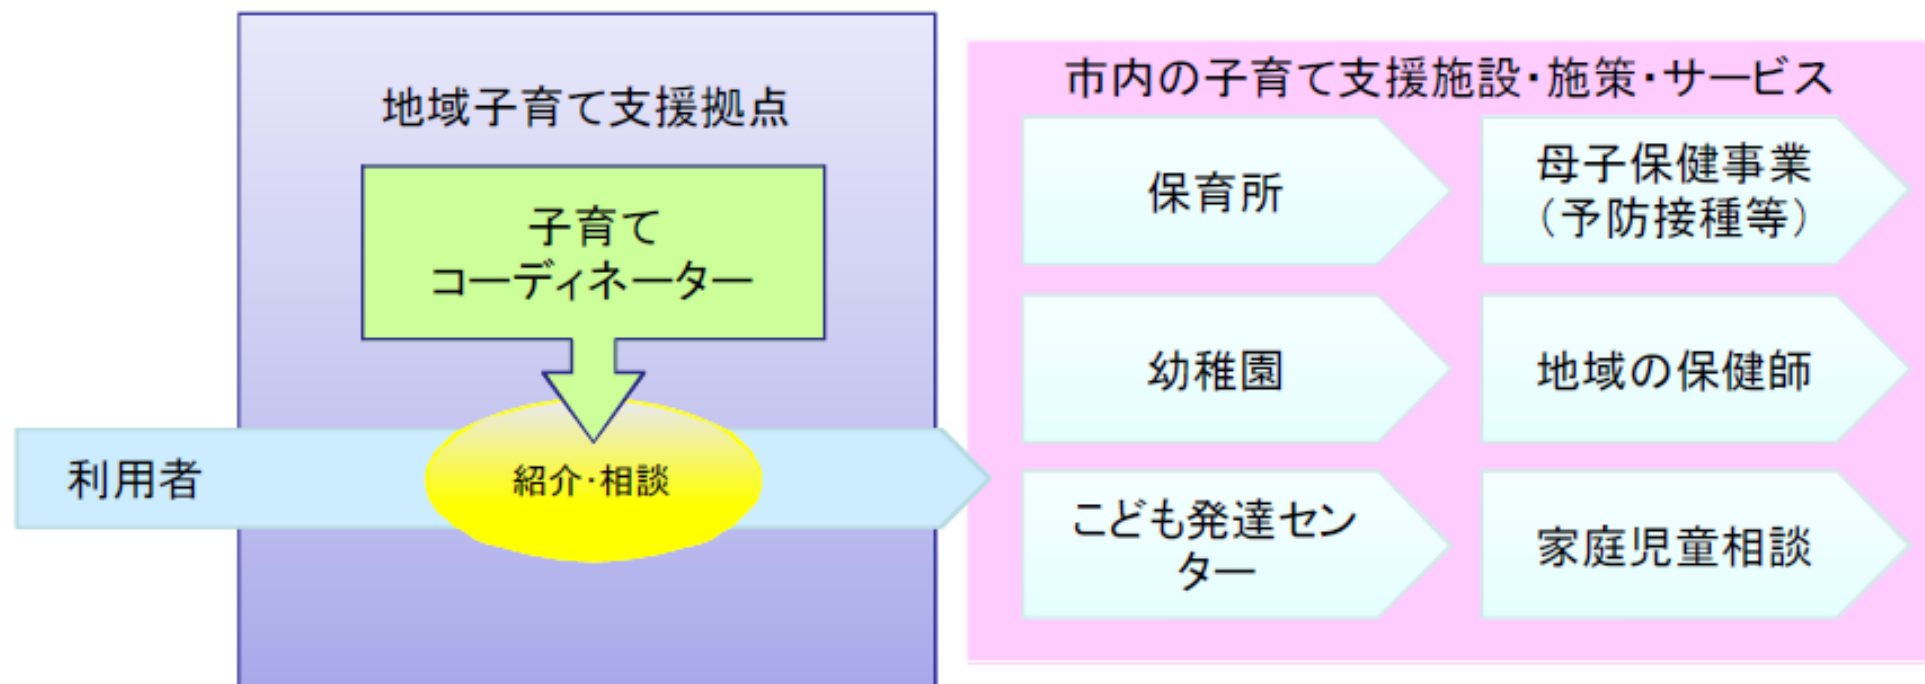 地域子育て支援拠点
子育て
コーディネーター
利用者
紹介・相談
市内の子育て支援施設・施策・サービス
保育所
母子保健事業
（予防接種等）
幼稚園
地域の保健師
こども発達セン
ター
家庭児童相談